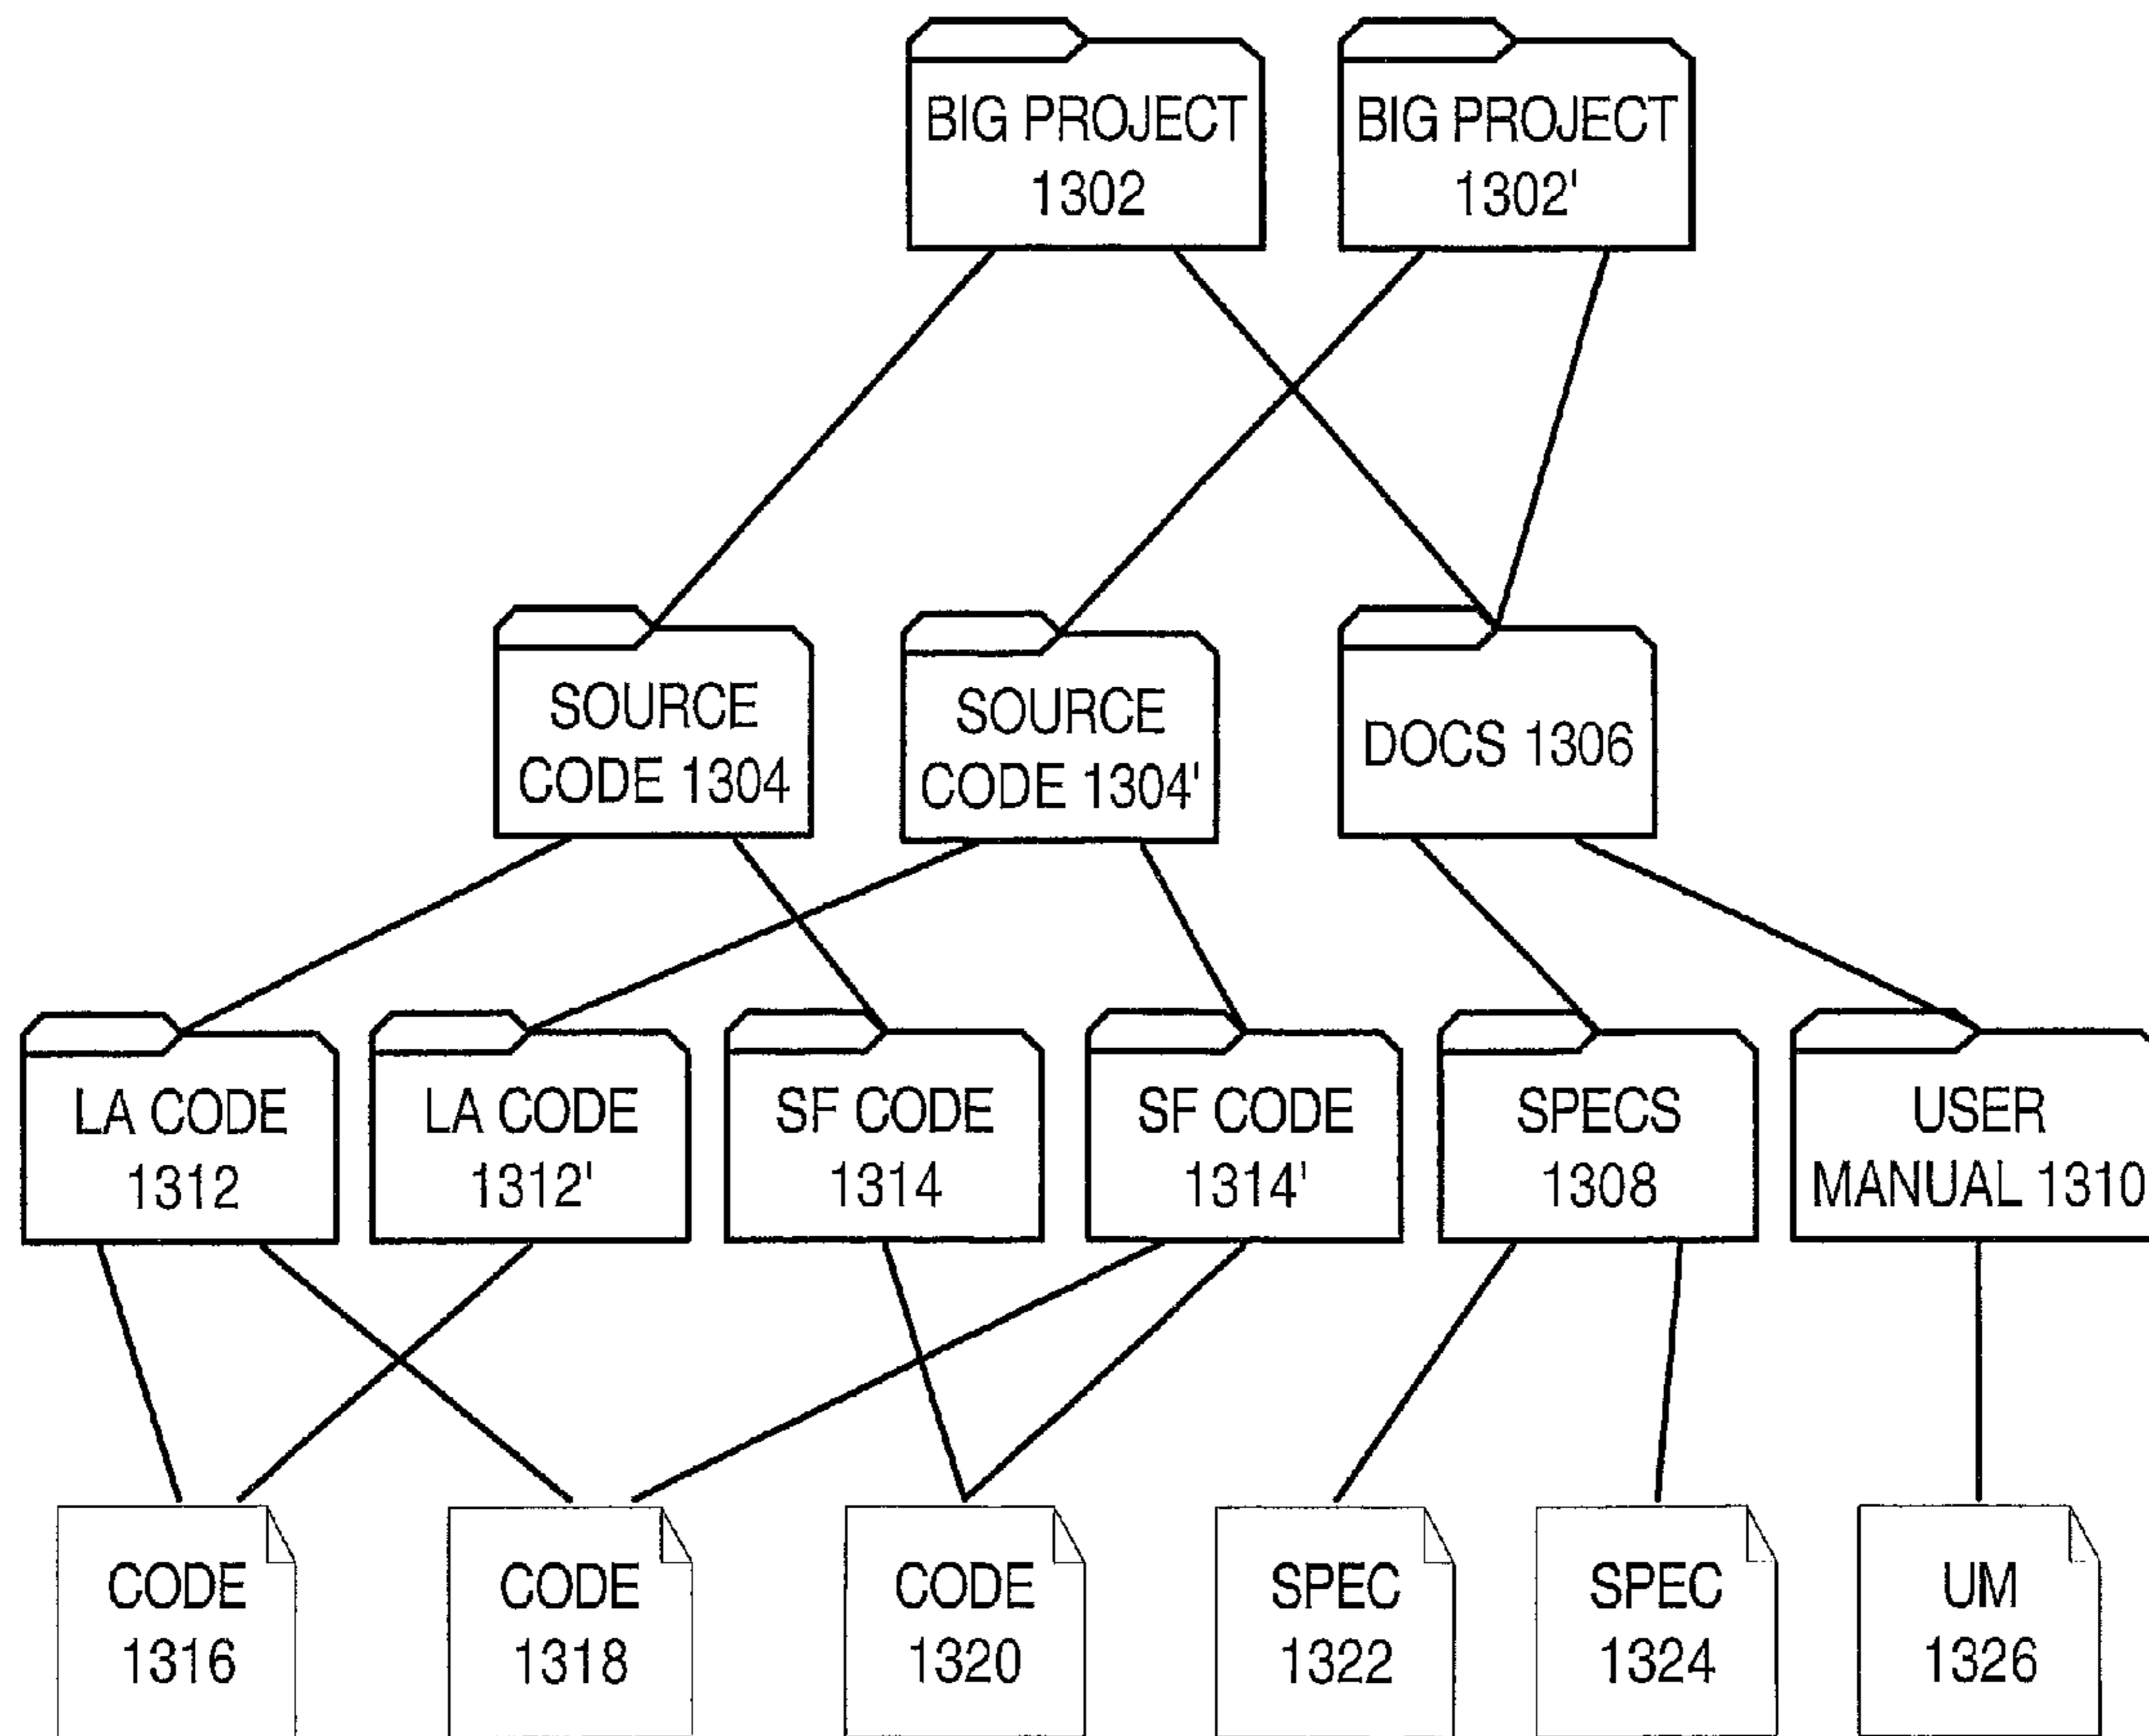 BIG PROJECT
1302
BIG PROJECT
1302'
SOURCE
CODE 1304
SOURCE
CODE 1304'
DOCS 1306
LA CODE
1312
LA CODE
1312'
SF CODE
1314
SF CODE
1314'
SPECS
1308
USER
MANUAL 1310
CODE
1316
CODE
1318
CODE
1320
SPEC
1322
SPEC
1324
UM
1326